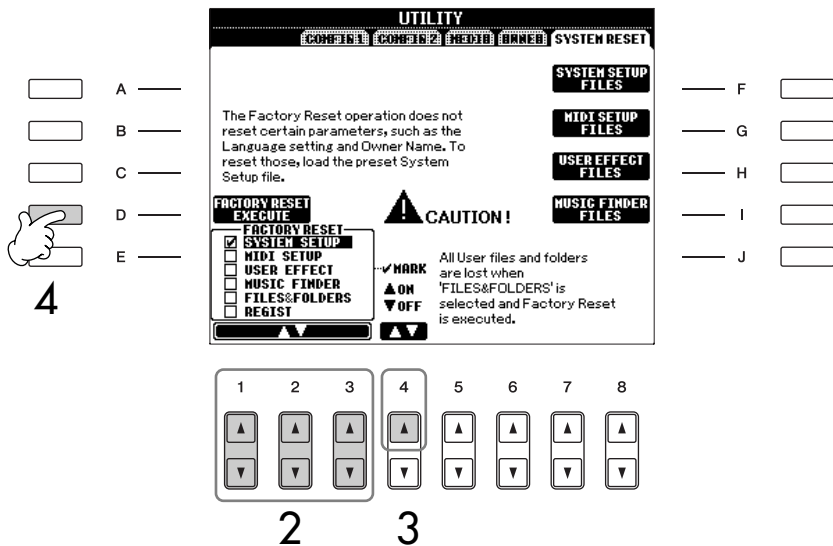 UTILITY
CONFIG 1 CONFIG 2 MEDIA OWNER SYSTEM RESET
SYSTEM SETUP
FILES
A
F
The Factory Reset operation does not
reset certain parameters, such as the
Language setting and Owner Name. To
reset those, load the preset System
Setup file.
MIDI SETUP
FILES
B
G
USER EFFECT
FILES
C
H
FACTORY RESET
EXECUTE
CAUTION!
MUSIC FINDER
FILES
D
I
FACTORY RESET
SYSTEM SETUP
MIDI SETUP
USER EFFECT
MUSIC FINDER
FILES&FOLDERS
REGIST
E
J
4
✓MARK
▲ON
▼OFF
All User files and folders
are lost when
'FILES&FOLDERS' is
selected and Factory Reset
is executed.
▲▼ ▲▼
1 2 3 4 5 6 7 8
2 3